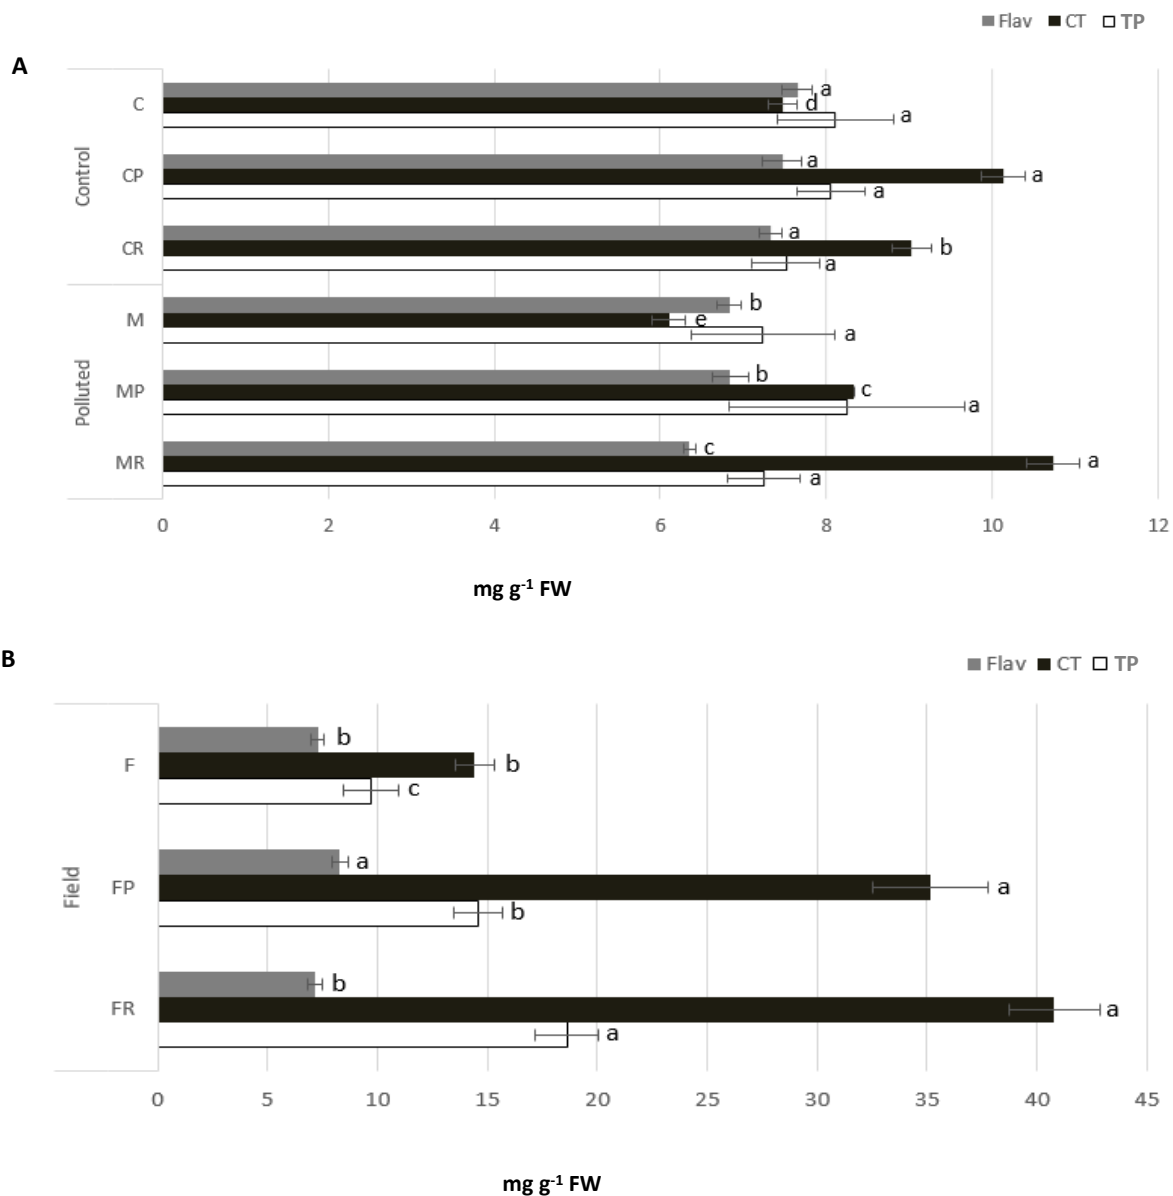 Flav CT TP
A
C a d a
CP a a a
Control
CR a b a
M b e a
Polluted
MP b c a
MR c a a
0 2 4 6 8 10 12
mg g-1 FW
B
Flav CT TP
F b b c
Field
FP a a b
FR b a a
0 5 10 15 20 25 30 35 40 45
mg g-1 FW